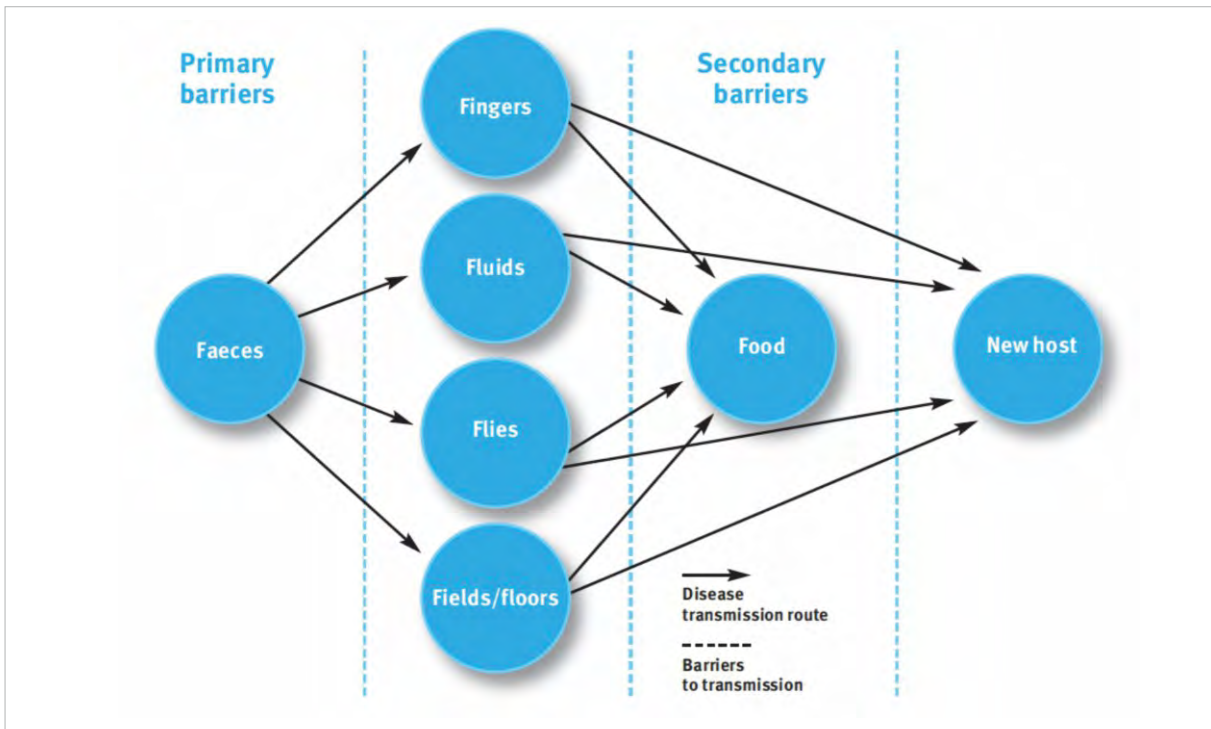 Primary
barriers
Secondary
barriers
Fingers
Fluids
Faeces
Food
New host
Flies
Fields/floors
Disease
transmission route
Barriers
to transmission